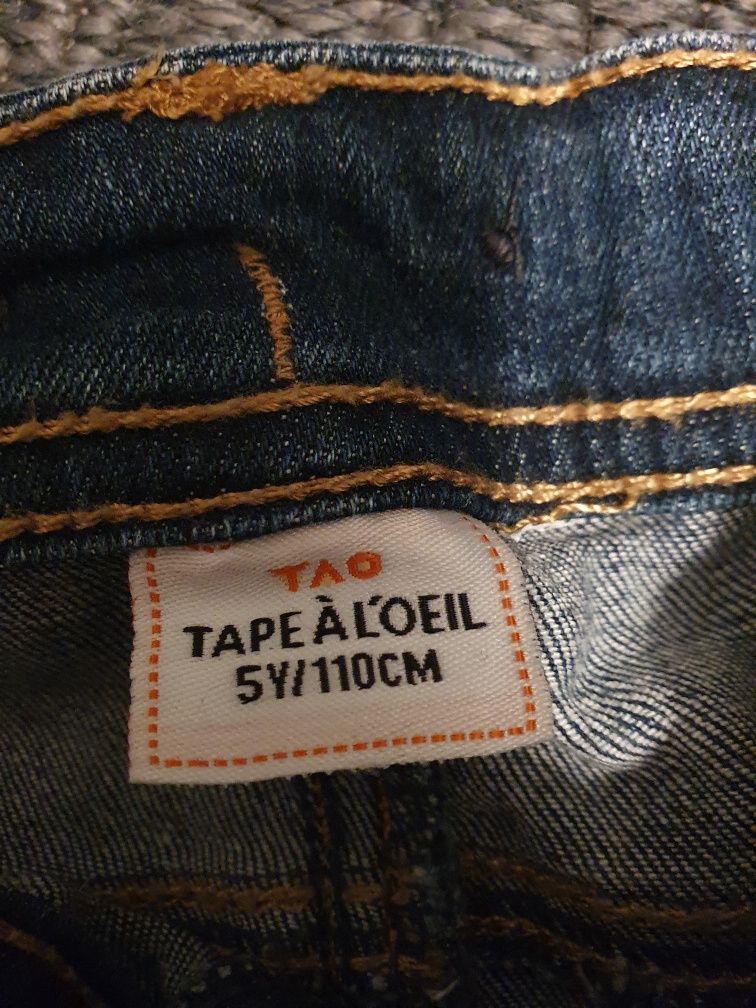 TAO
TAPE À L'OEIL
5Y/110CM